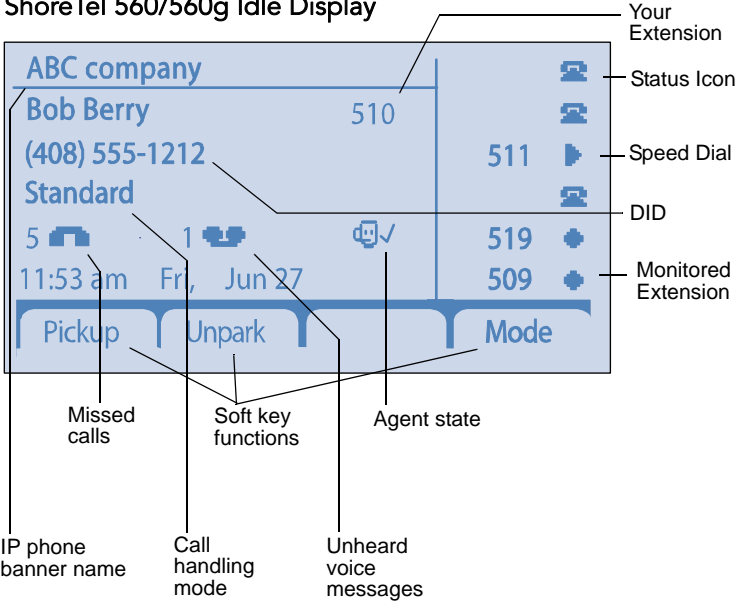 ShoreTel 560/560g Idle Display
Your
Extension
ABC company
Status Icon
Bob Berry 510
(408) 555-1212 511
Speed Dial
Standard
DID
5 1 519
Monitored
Extension
11:53 am Fri, Jun 27 509
Pickup Unpark Mode
Missed
calls
Soft key
functions
Agent state
IP phone
banner name
Call
handling
mode
Unheard
voice
messages